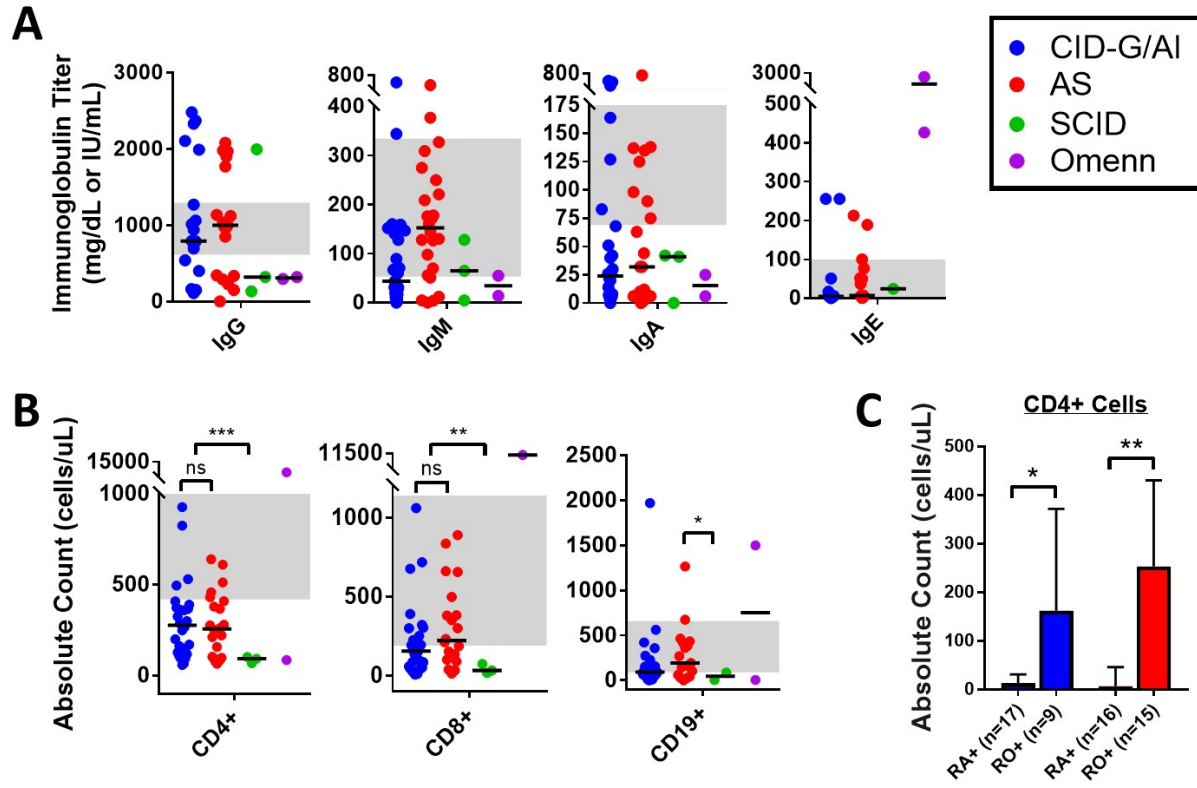 A
CID-G/AI
AS
SCID
Omenn
Immunoglobulin Titer
(mg/dL or IU/mL)
3000
2000
1000
0
IgG
800
400
300
200
100
0
IgM
800
175
150
125
100
75
50
25
0
IgA
3000
500
400
300
200
100
0
IgE
B
Absolute Count (cells/uL)
15000
1000
500
0
***
ns
CD4+
11500
1000
500
0
**
ns
CD8+
2500
2000
1500
1000
500
0
*
CD19+
C
CD4+ Cells
Absolute Count (cells/uL)
500
400
300
200
100
0
*
**
RA+ (n=17)
RO+ (n=9)
RA+ (n=16)
RO+ (n=15)